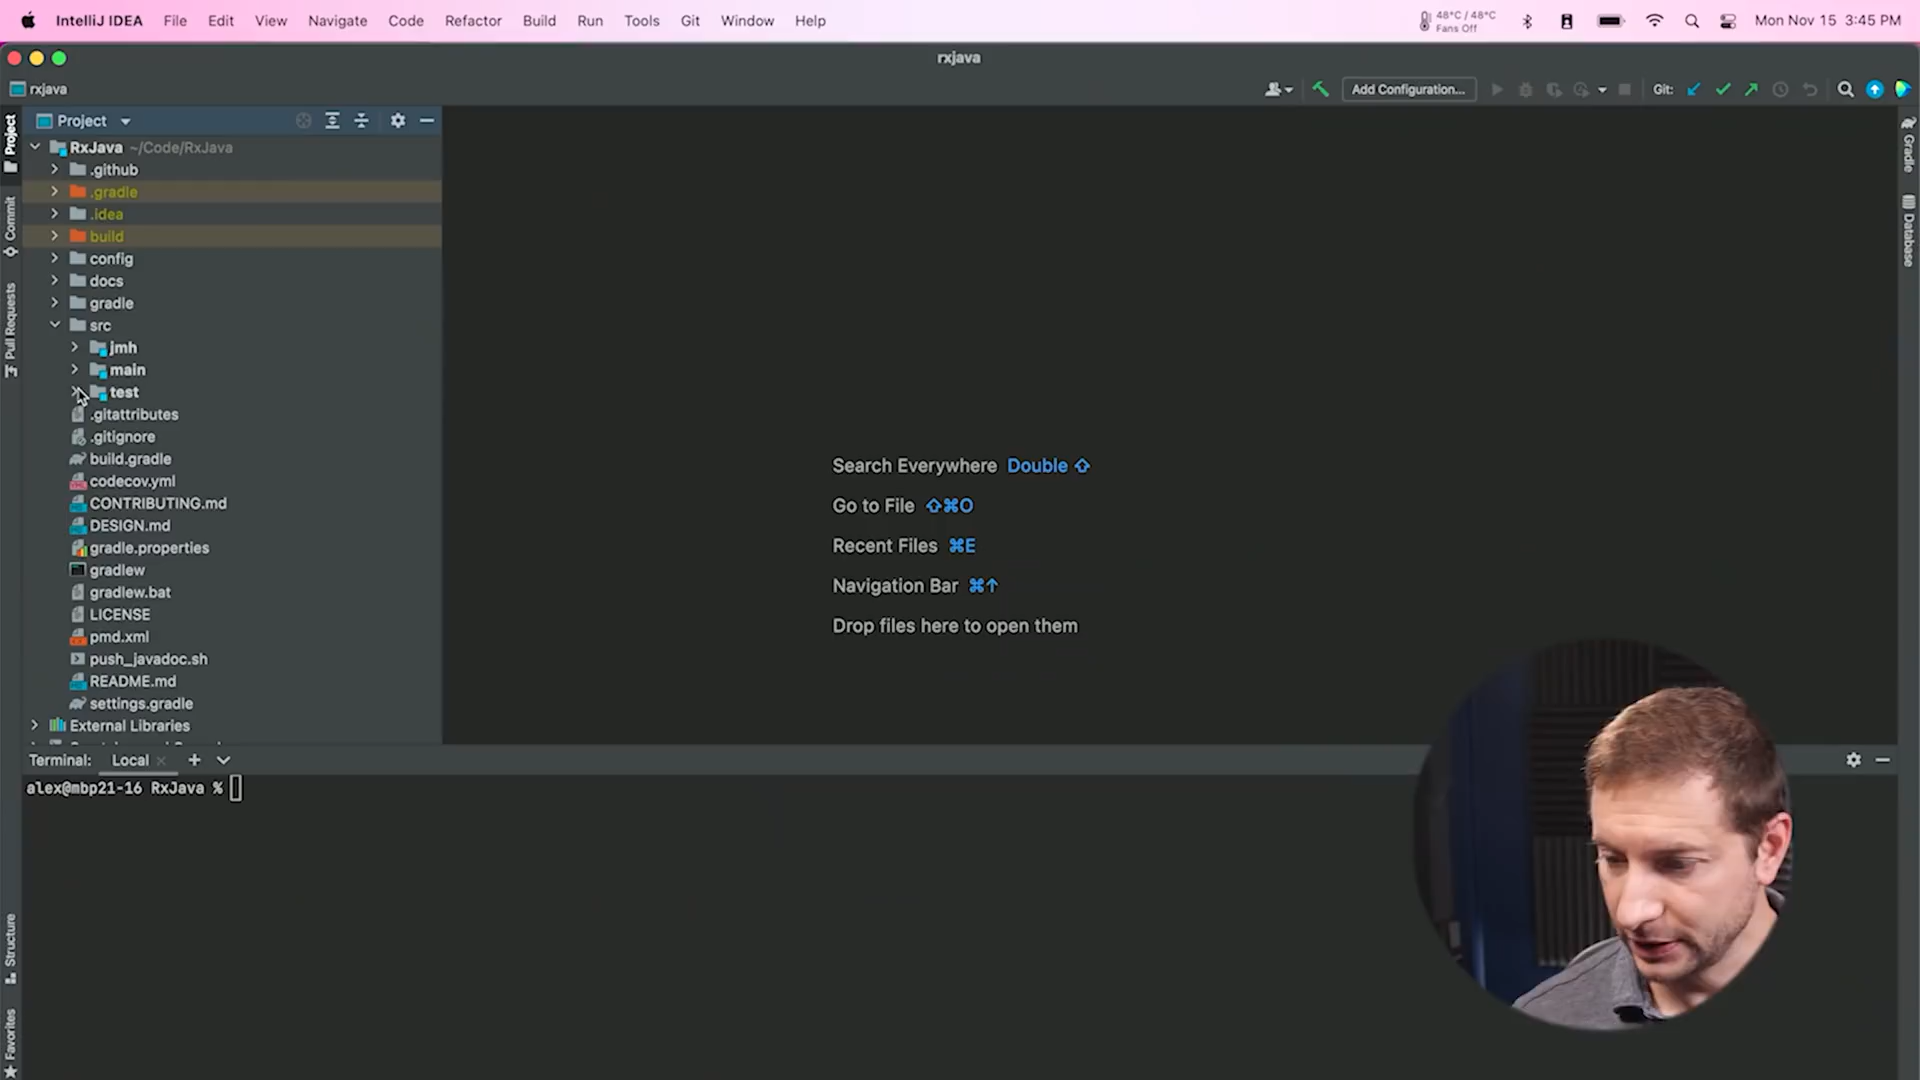 IntelliJ IDEA File Edit View Navigate Code Refactor Build Run Tools Git Window Help 48°C / 48°C Mon Nov 15 3:45 PM
Fans Off
rxjava
rxjava Add Configuration... Git:
Project
RxJava ~/Code/RxJava
.github
.gradle
.idea
build
config
docs
gradle
src
jmh
main
test
.gitattributes
.gitignore
build.gradle
codecov.yml
CONTRIBUTING.md
DESIGN.md
gradle.properties
gradlew
gradlew.bat
LICENSE
pmd.xml
push_javadoc.sh
README.md
settings.gradle
External Libraries
Project
Commit
Pull Requests
Structure
Favorites
Search Everywhere Double ⇧
Go to File ⇧⌘O
Recent Files ⌘E
Navigation Bar ⌘↑
Drop files here to open them
Gradle
Database
Terminal: Local
alex@mbp21-16 RxJava %